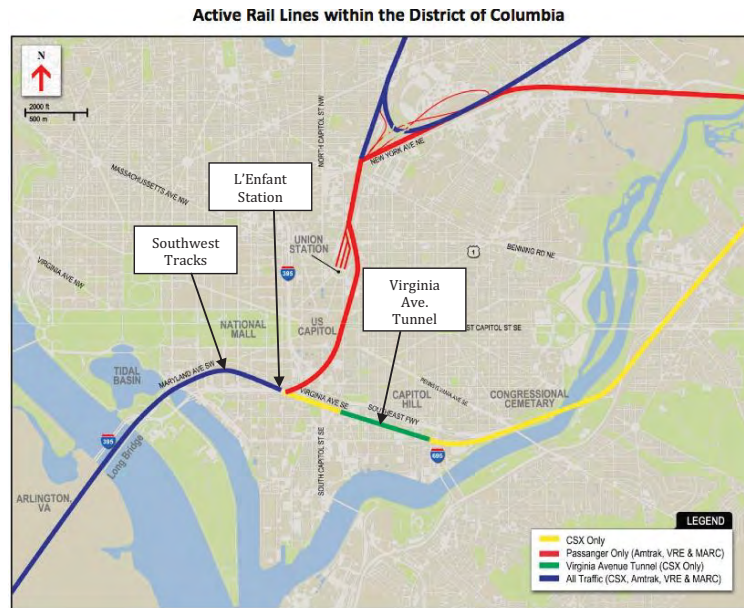 Active Rail Lines within the District of Columbia
N
2000 ft
500 m
NORTH CAPITOL ST NW
NEW YORK AVE NE
MASSACHUSETTS AVE NW
L'Enfant
Station
Southwest
Tracks
UNION
STATION
1
BENNING RD NE
VIRGINIA AVE NW
395
Virginia
Ave.
Tunnel
NATIONAL
MALL
US
CAPITOL
ST CAPITOL ST SE
TIDAL
BASIN
MARYLAND AVE SW
VIRGINIA AVE SE
CAPITOL
HILL
PENNSYLVANIA AVE SE
CONGRESSIONAL
CEMETERY
SOUTHEAST FWY
395
Long Bridge
SOUTH CAPITOL ST SE
695
ARLINGTON,
VA
LEGEND
CSX Only
Passanger Only (Amtrak, VRE & MARC)
Virginia Avenue Tunnel (CSX Only)
All Traffic (CSX, Amtrak, VRE & MARC)